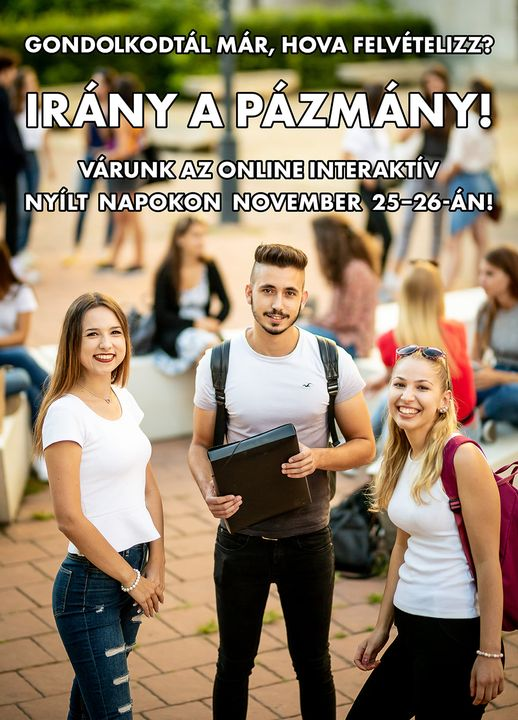 GONDOLKODTÁL MÁR, HOVA FELVÉTELIZZ?
IRÁNY A PÁZMÁNY!
VÁRUNK AZ ONLINE INTERAKTÍV
NYÍLT NAPOKON NOVEMBER 25-26-ÁN!